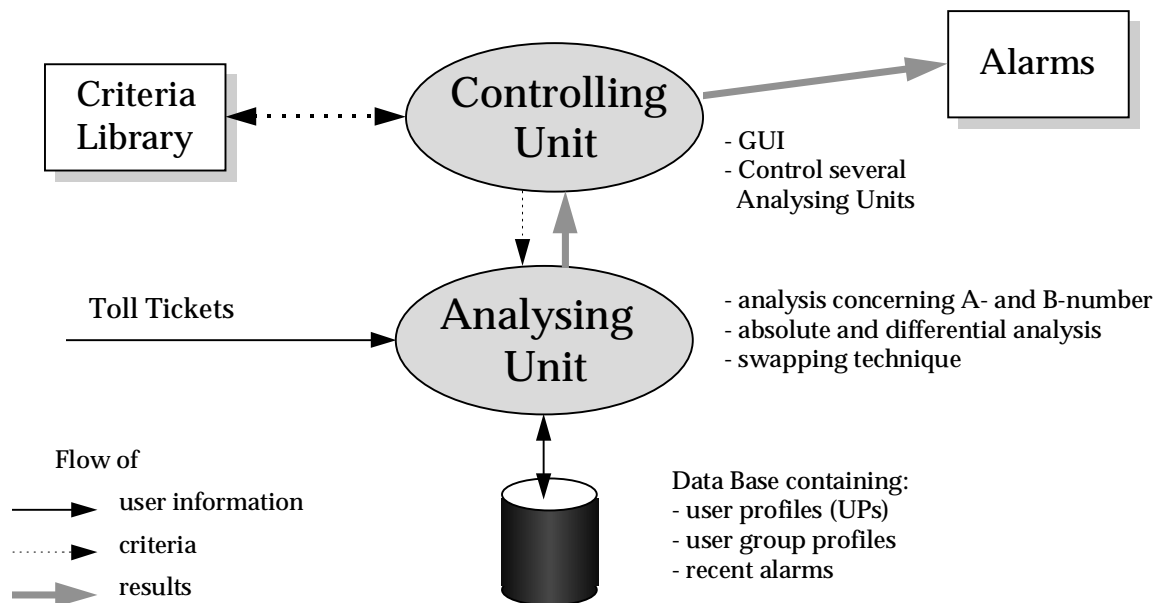 Criteria
Library
Controlling
Unit
Alarms
- GUI
- Control several
Analysing Units
Toll Tickets
Analysing
Unit
- analysis concerning A- and B-number
- absolute and differential analysis
- swapping technique
Flow of
user information
criteria
results
Data Base containing:
- user profiles (UPs)
- user group profiles
- recent alarms